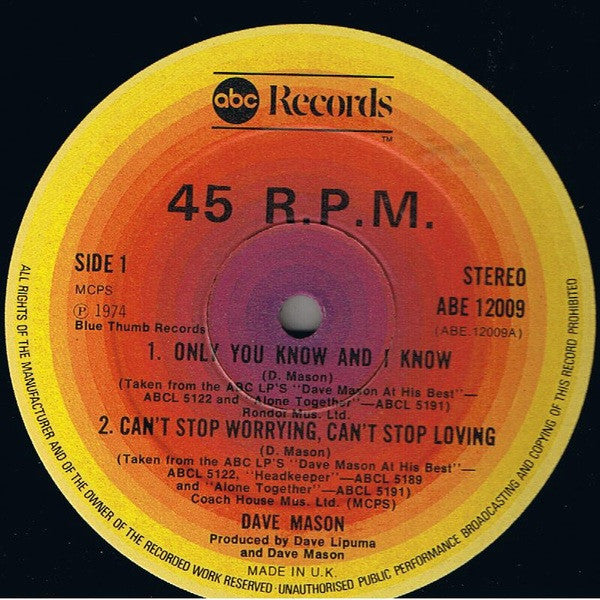 abc Records
TM
45 R.P.M.
SIDE 1
MCPS
Ⓟ 1974
Blue Thumb Records
STEREO
ABE 12009
(ABE.12009A)
1. ONLY YOU KNOW AND I KNOW
(D. Mason)
(Taken from the ABC LP'S "Dave Mason At His Best"—
ABCL 5122 and "Alone Together"—ABCL 5191)
Rondor Mus. Ltd.
2. CAN'T STOP WORRYING, CAN'T STOP LOVING
(D. Mason)
(Taken from the ABC LP'S "Dave Mason At His Best"—
ABCL 5122, "Headkeeper"—ABCL 5189
and "Alone Together"—ABCL 5191)
Coach House Mus. Ltd. (MCPS)
DAVE MASON
Produced by Dave Lipuma
and Dave Mason
MADE IN U.K.
ALL RIGHTS OF THE MANUFACTURER AND OF THE OWNER OF THE RECORDED WORK RESERVED · UNAUTHORISED PUBLIC PERFORMANCE BROADCASTING AND COPYING OF THIS RECORD PROHIBITED